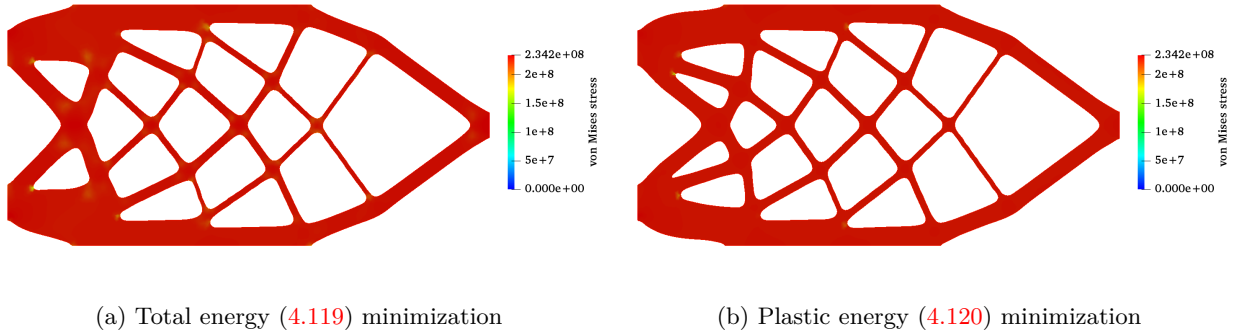 2.342e+08
2e+8
1.5e+8
1e+8
5e+7
0.000e+00
von Mises stress
2.342e+08
2e+8
1.5e+8
1e+8
5e+7
0.000e+00
von Mises stress
(a) Total energy (4.119) minimization
(b) Plastic energy (4.120) minimization